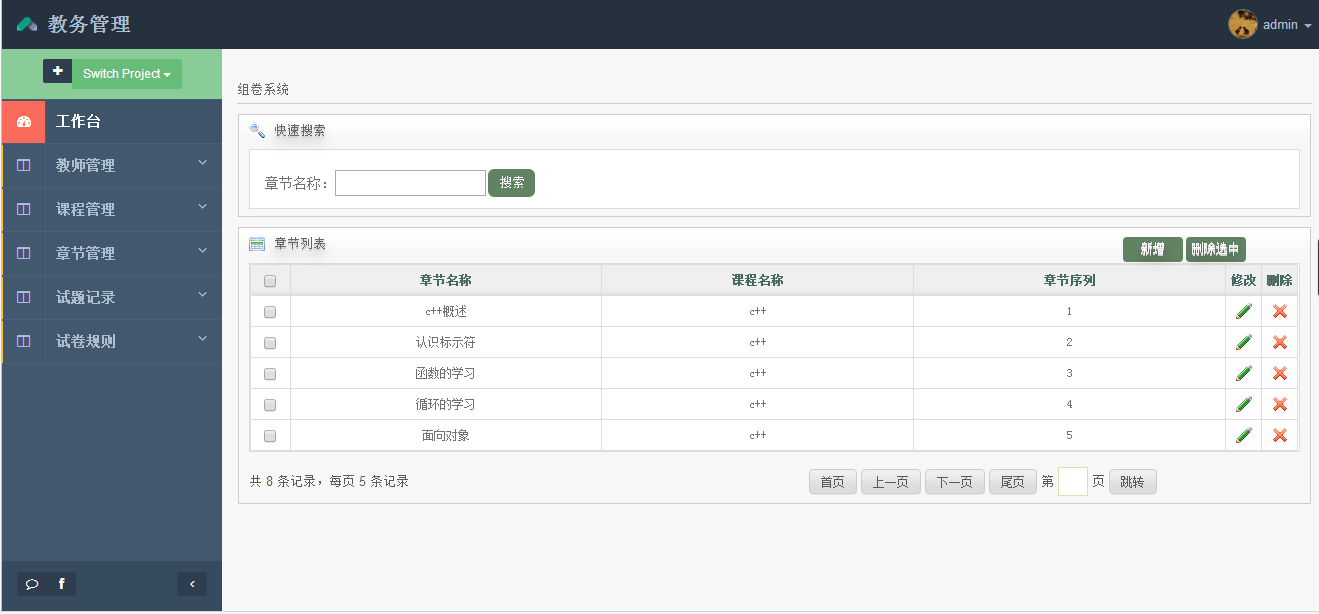 教务管理
admin
Switch Project
工作台
教师管理
课程管理
章节管理
试题记录
试卷规则
组卷系统
快速搜索
章节名称: 搜索
章节列表
新增 删除选中
章节名称 课程名称 章节序列 修改 删除
c++概述 c++ 1
认识标示符 c++ 2
函数的学习 c++ 3
循环的学习 c++ 4
面向对象 c++ 5
共 8 条记录，每页 5 条记录
首页 上一页 下一页 尾页 第 页 跳转